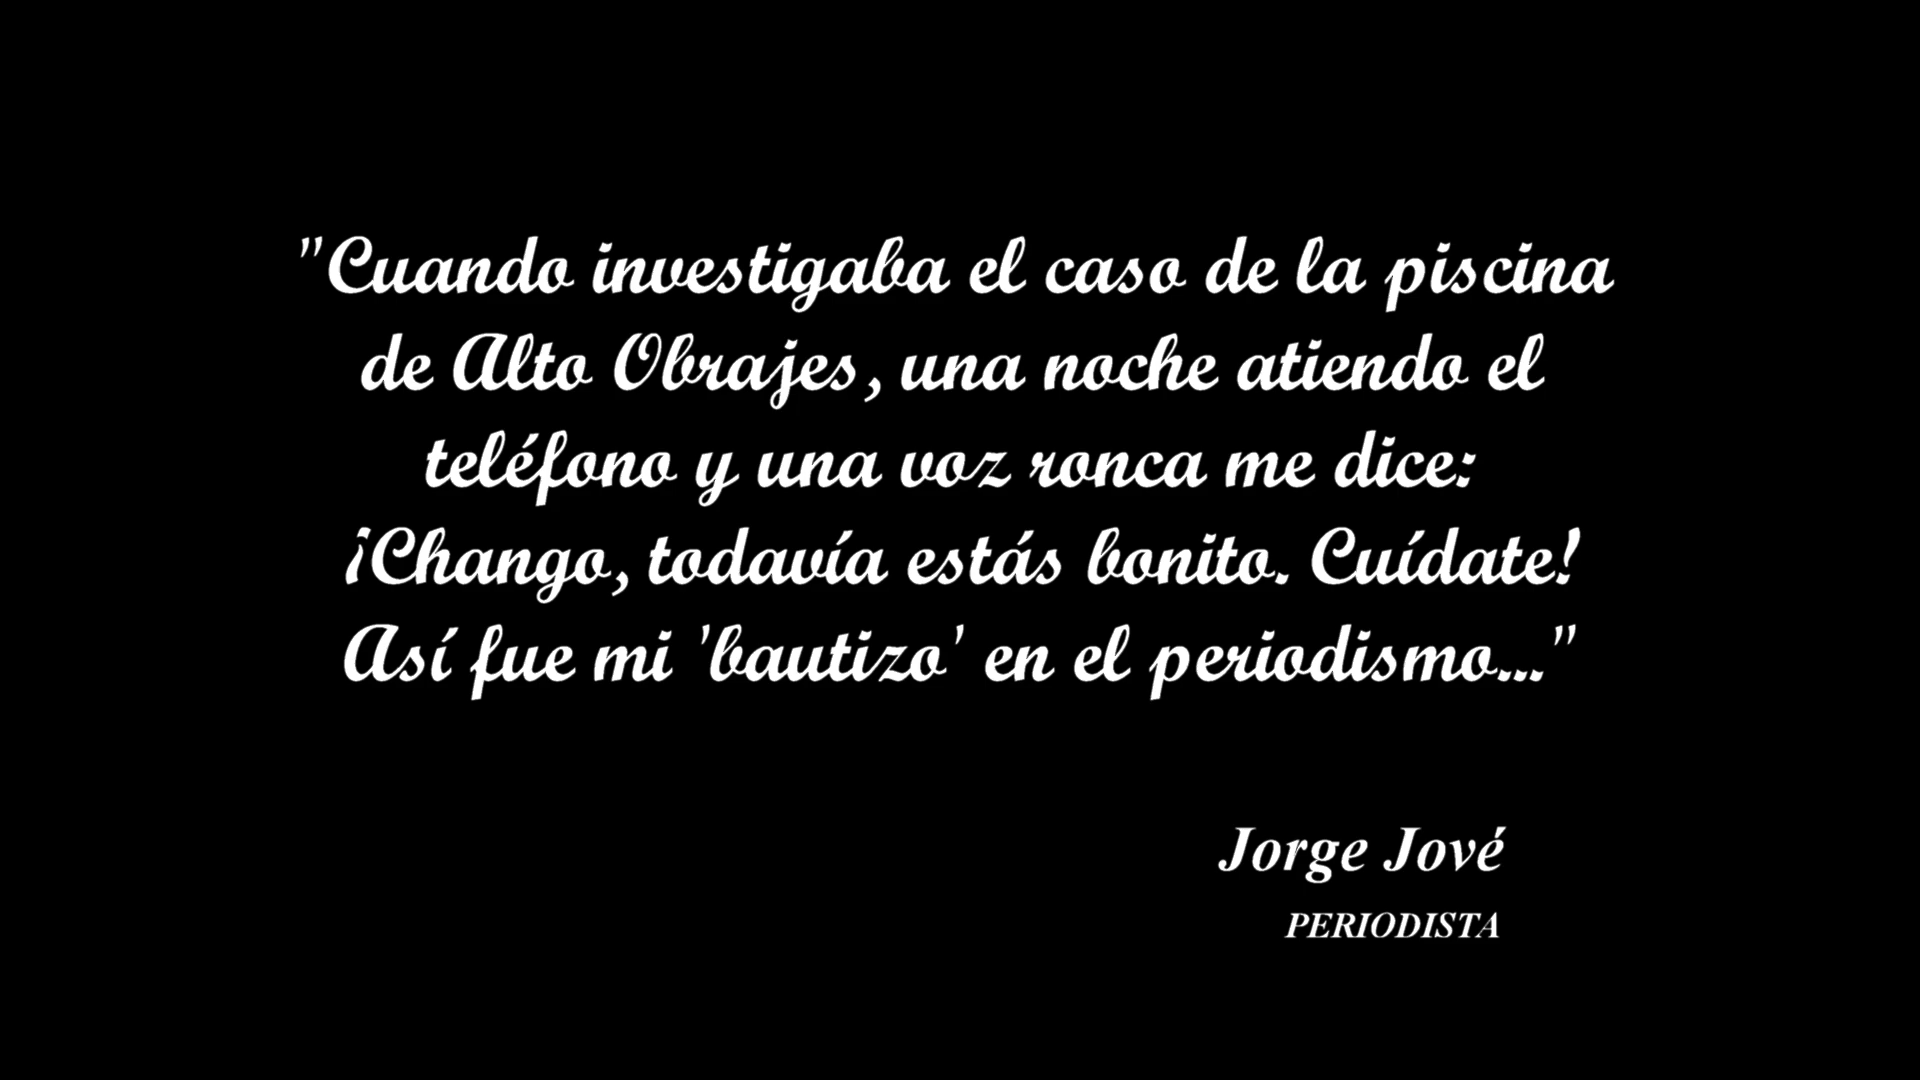 "Cuando investigaba el caso de la piscina
de Alto Obrajes, una noche atiendo el
teléfono y una voz ronca me dice:
¡Chango, todavía estás bonito. Cuídate!
Así fue mi 'bautizo' en el periodismo..."
Jorge Jové
PERIODISTA